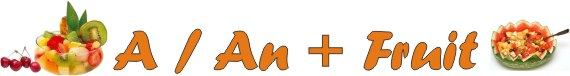 A / An + Fruit